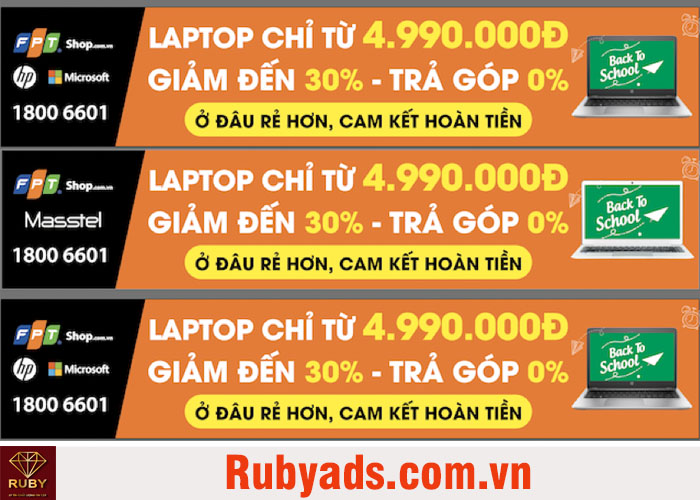 FPT Shop.com.vn
hp Microsoft
1800 6601
LAPTOP CHỈ TỪ 4.990.000Đ
GIẢM ĐẾN 30% - TRẢ GÓP 0%
Ở ĐÂU RẺ HƠN, CAM KẾT HOÀN TIỀN
Back To
School
FPT Shop.com.vn
Masstel
1800 6601
LAPTOP CHỈ TỪ 4.990.000Đ
GIẢM ĐẾN 30% - TRẢ GÓP 0%
Ở ĐÂU RẺ HƠN, CAM KẾT HOÀN TIỀN
Back To
School
FPT Shop.com.vn
hp Microsoft
1800 6601
LAPTOP CHỈ TỪ 4.990.000Đ
GIẢM ĐẾN 30% - TRẢ GÓP 0%
Ở ĐÂU RẺ HƠN, CAM KẾT HOÀN TIỀN
Back To
School
RUBY
Rubyads.com.vn